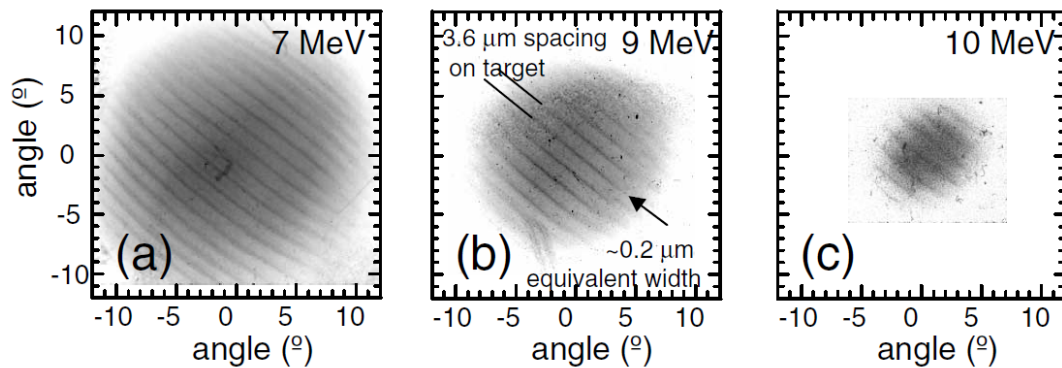 10
5
0
-5
-10
angle (º)
7 MeV
(a)
-10 -5 0 5 10
angle (º)
3.6 μm spacing
on target
9 MeV
(b)
~0.2 μm
equivalent width
-10 -5 0 5 10
angle (º)
10 MeV
(c)
-10 -5 0 5 10
angle (º)